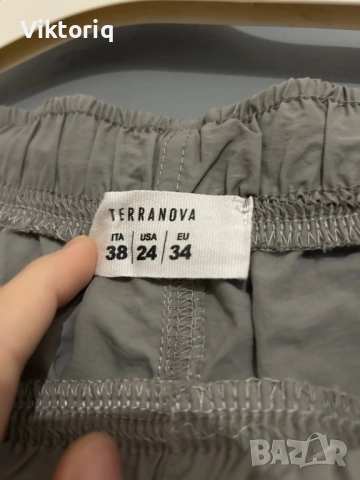 Viktoriq
TERRANOVA
ITA USA EU
38 24 34
BAZAR